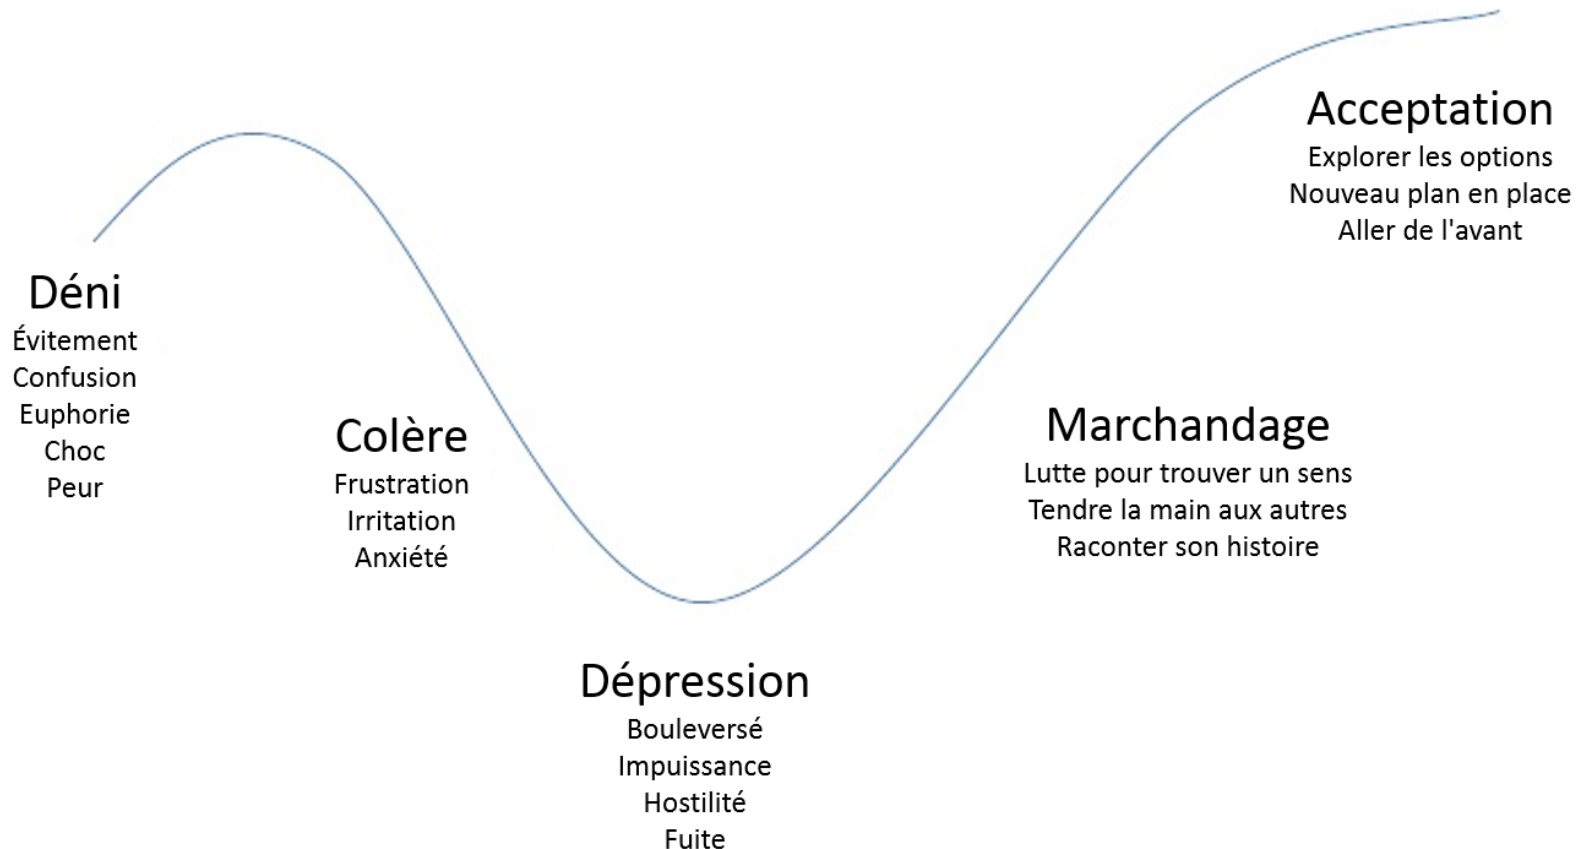 Déni
Évitement
Confusion
Euphorie
Choc
Peur
Colère
Frustration
Irritation
Anxiété
Dépression
Bouleversé
Impuissance
Hostilité
Fuite
Marchandage
Lutte pour trouver un sens
Tendre la main aux autres
Raconter son histoire
Acceptation
Explorer les options
Nouveau plan en place
Aller de l'avant